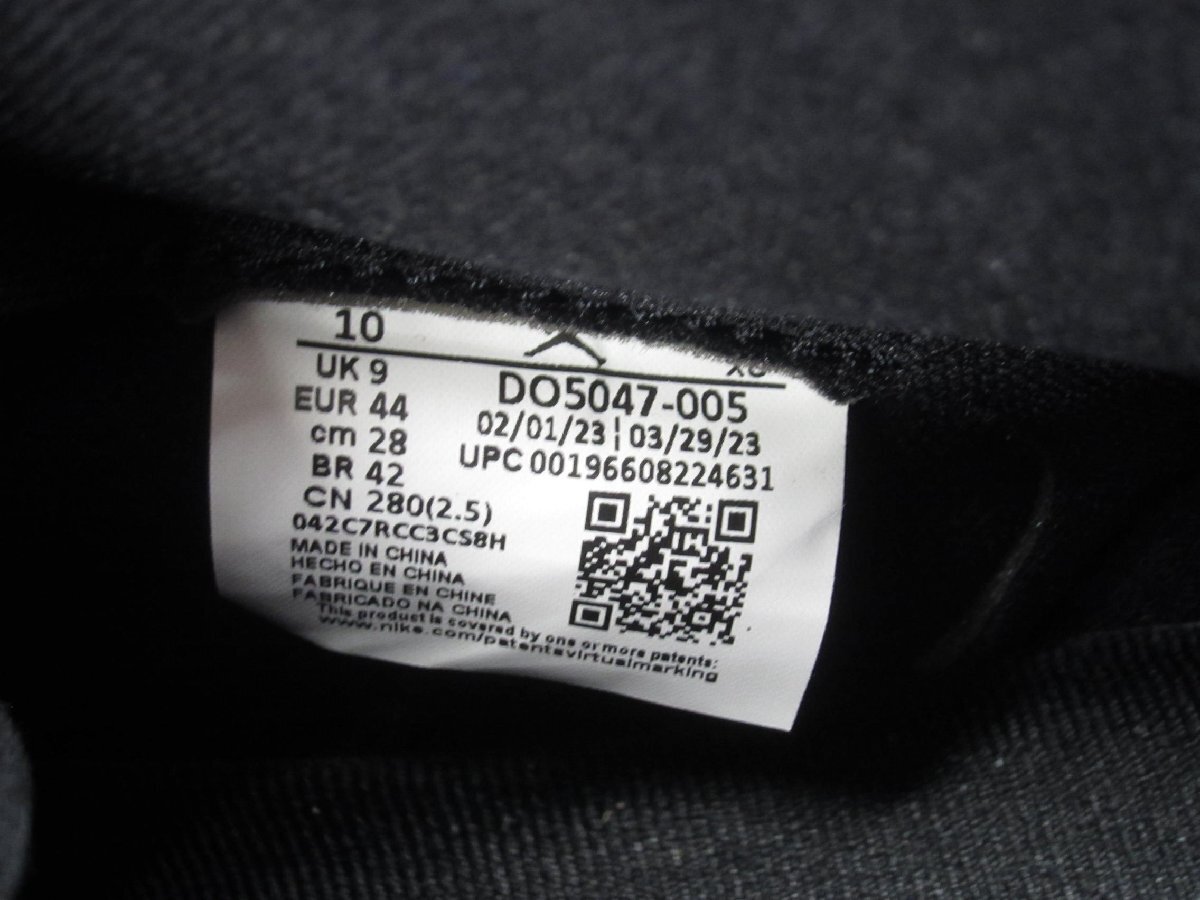 10
UK 9
EUR 44
cm 28
BR 42
CN 280(2.5)
042C7RCC3CS8H
MADE IN CHINA
HECHO EN CHINA
FABRIQUE EN CHINE
FABRICADO NA CHINA
This product is covered by one or more patents:
www.nike.com/patentsvirtualmarking
DO5047-005
02/01/23 | 03/29/23
UPC 00196608224631